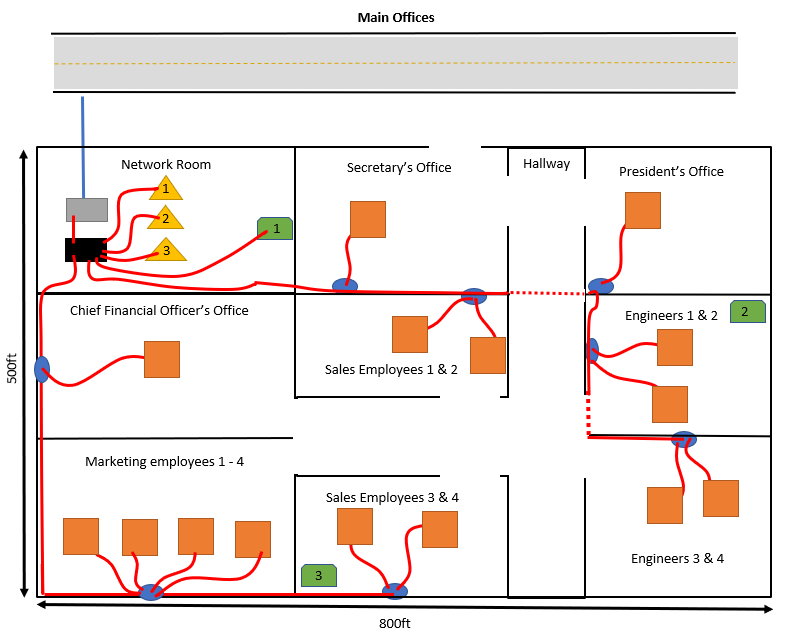 Main Offices
Network Room
Secretary's Office
Hallway
President's Office
1
2
3
1
Chief Financial Officer's Office
Engineers 1 & 2
2
500ft
Sales Employees 1 & 2
Marketing employees 1 - 4
Sales Employees 3 & 4
Engineers 3 & 4
3
800ft